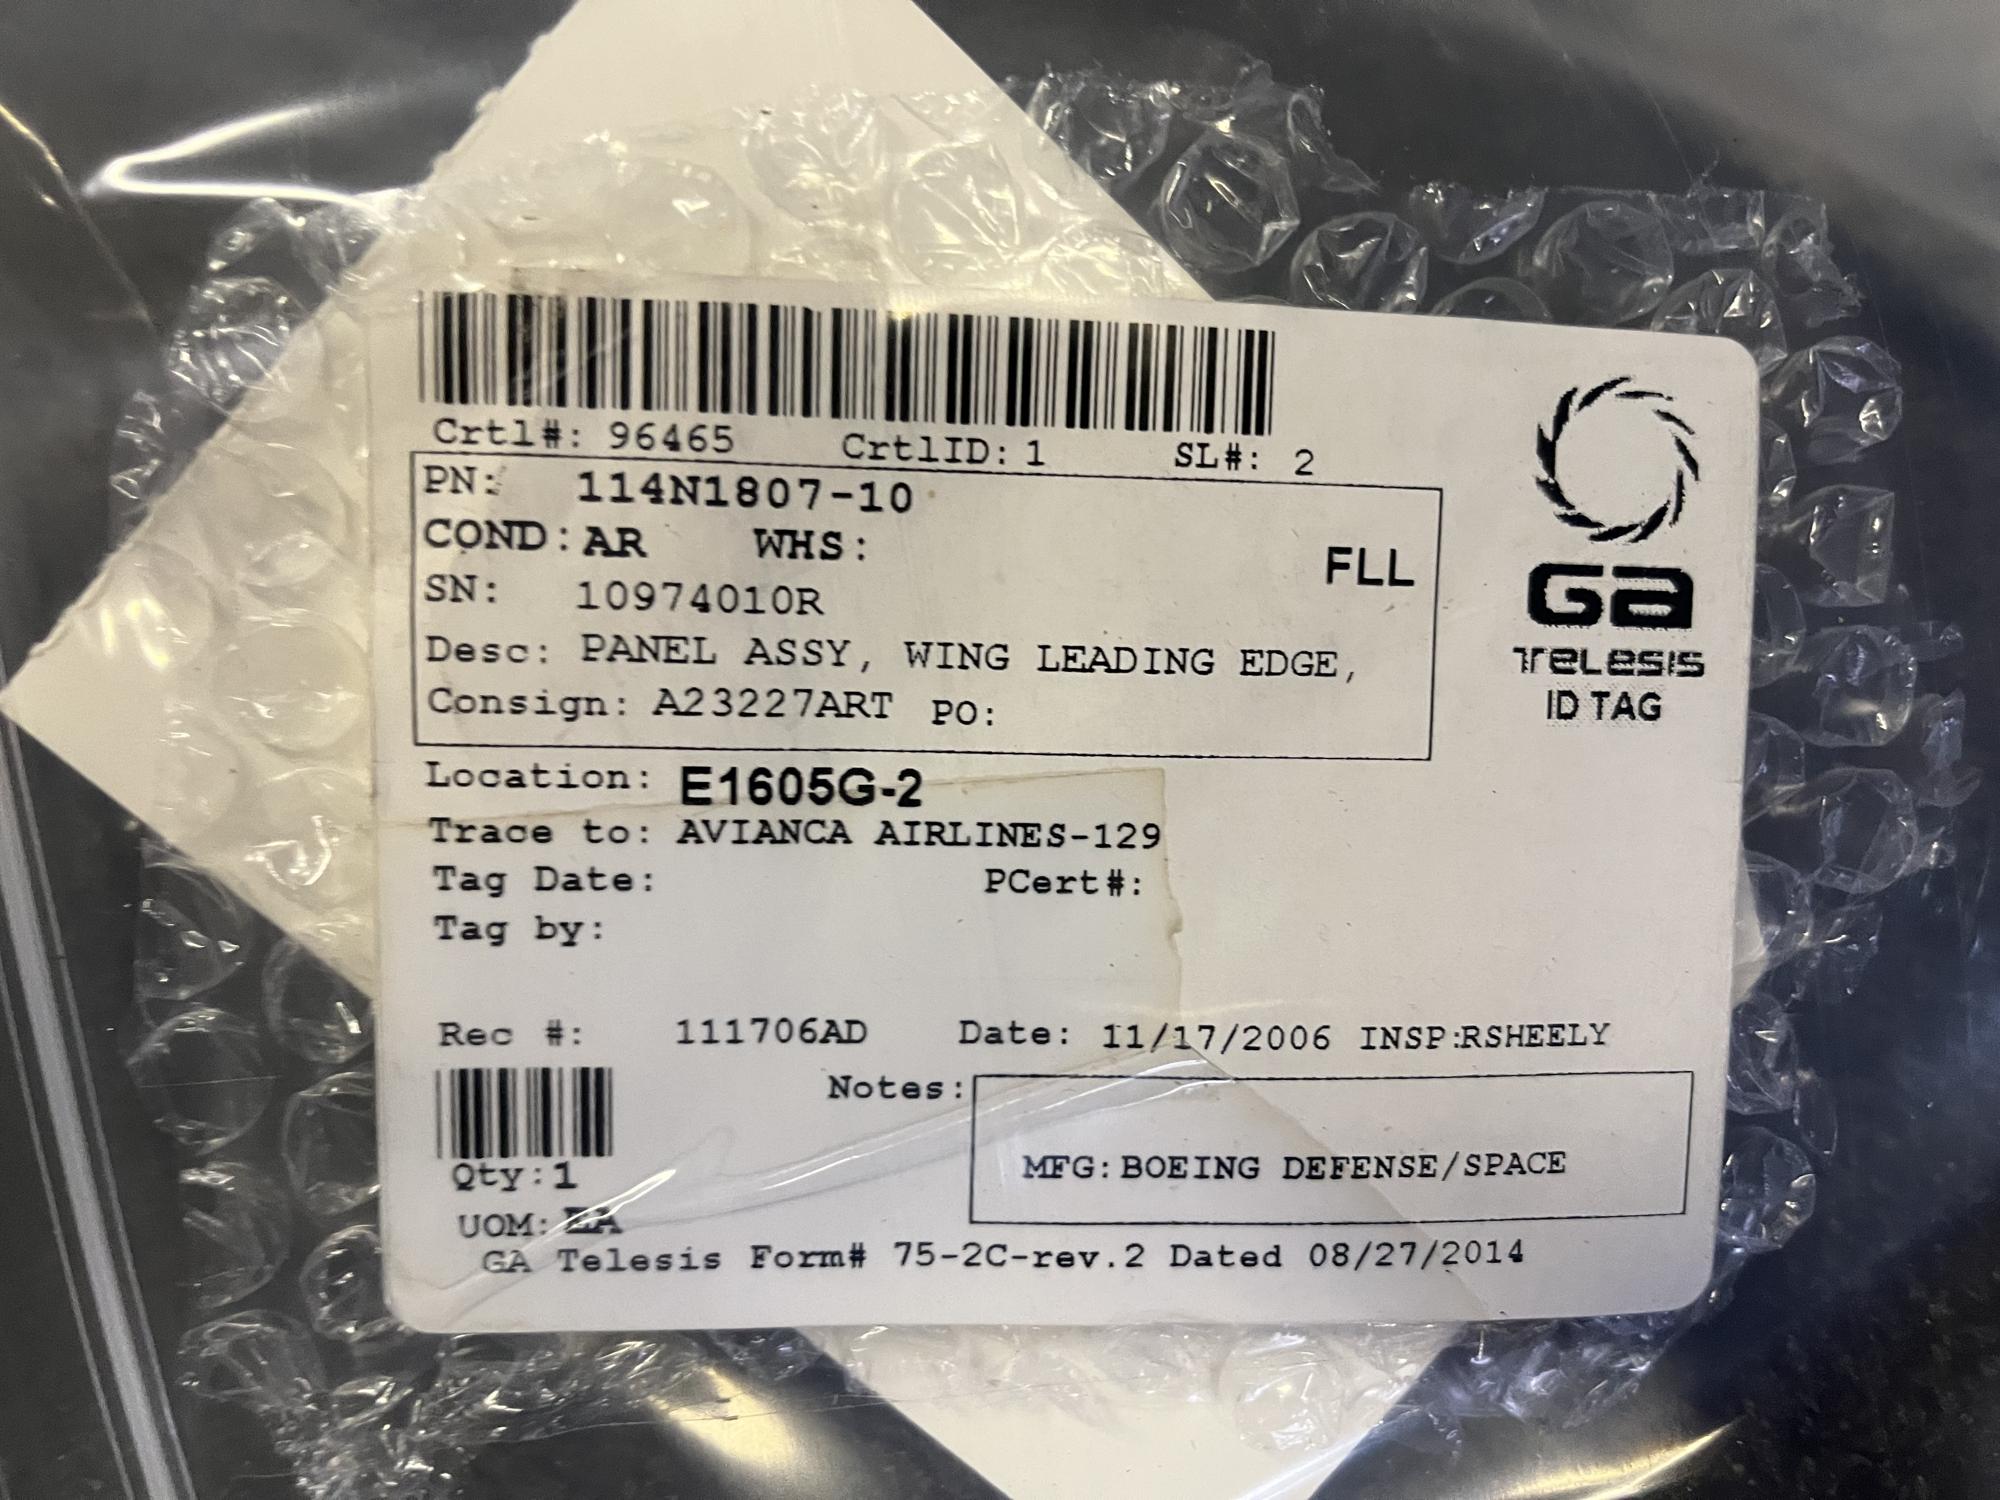 Crtl#: 96465 CrtlID: 1 SL#: 2
PN: 114N1807-10
COND: AR WHS: FLL
SN: 10974010R
Desc: PANEL ASSY, WING LEADING EDGE,
Consign: A23227ART PO:
GA
TELESIS
ID TAG
Location: E1605G-2
Trace to: AVIANCA AIRLINES-129
Tag Date: PCert#:
Tag by:
Rec #: 111706AD Date: 11/17/2006 INSP:RSHEELY
Notes:
MFG:BOEING DEFENSE/SPACE
Qty:1
UOM: EA
GA Telesis Form# 75-2C-rev.2 Dated 08/27/2014